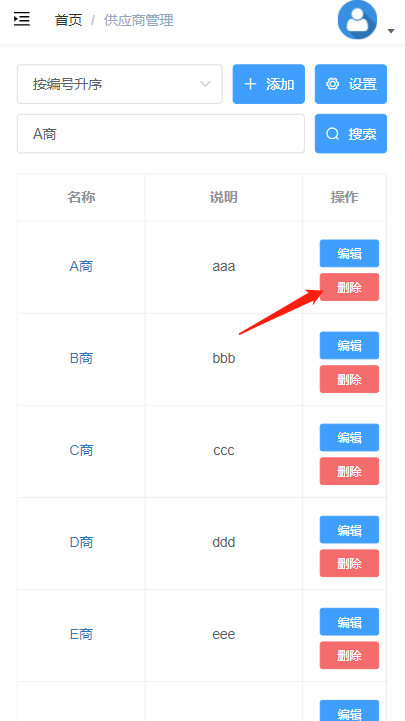 首页 / 供应商管理
按编号升序 添加 设置
A商 搜索
名称 说明 操作
A商 aaa 编辑
删除
B商 bbb 编辑
删除
C商 ccc 编辑
删除
D商 ddd 编辑
删除
E商 eee 编辑
删除
编辑